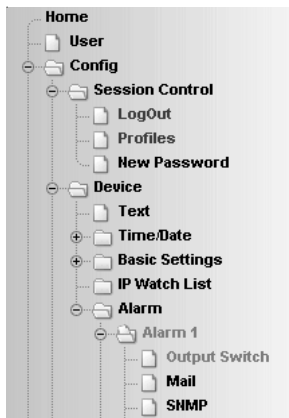 Home
User
Config
Session Control
LogOut
Profiles
New Password
Device
Text
Time/Date
Basic Settings
IP Watch List
Alarm
Alarm 1
Output Switch
Mail
SNMP